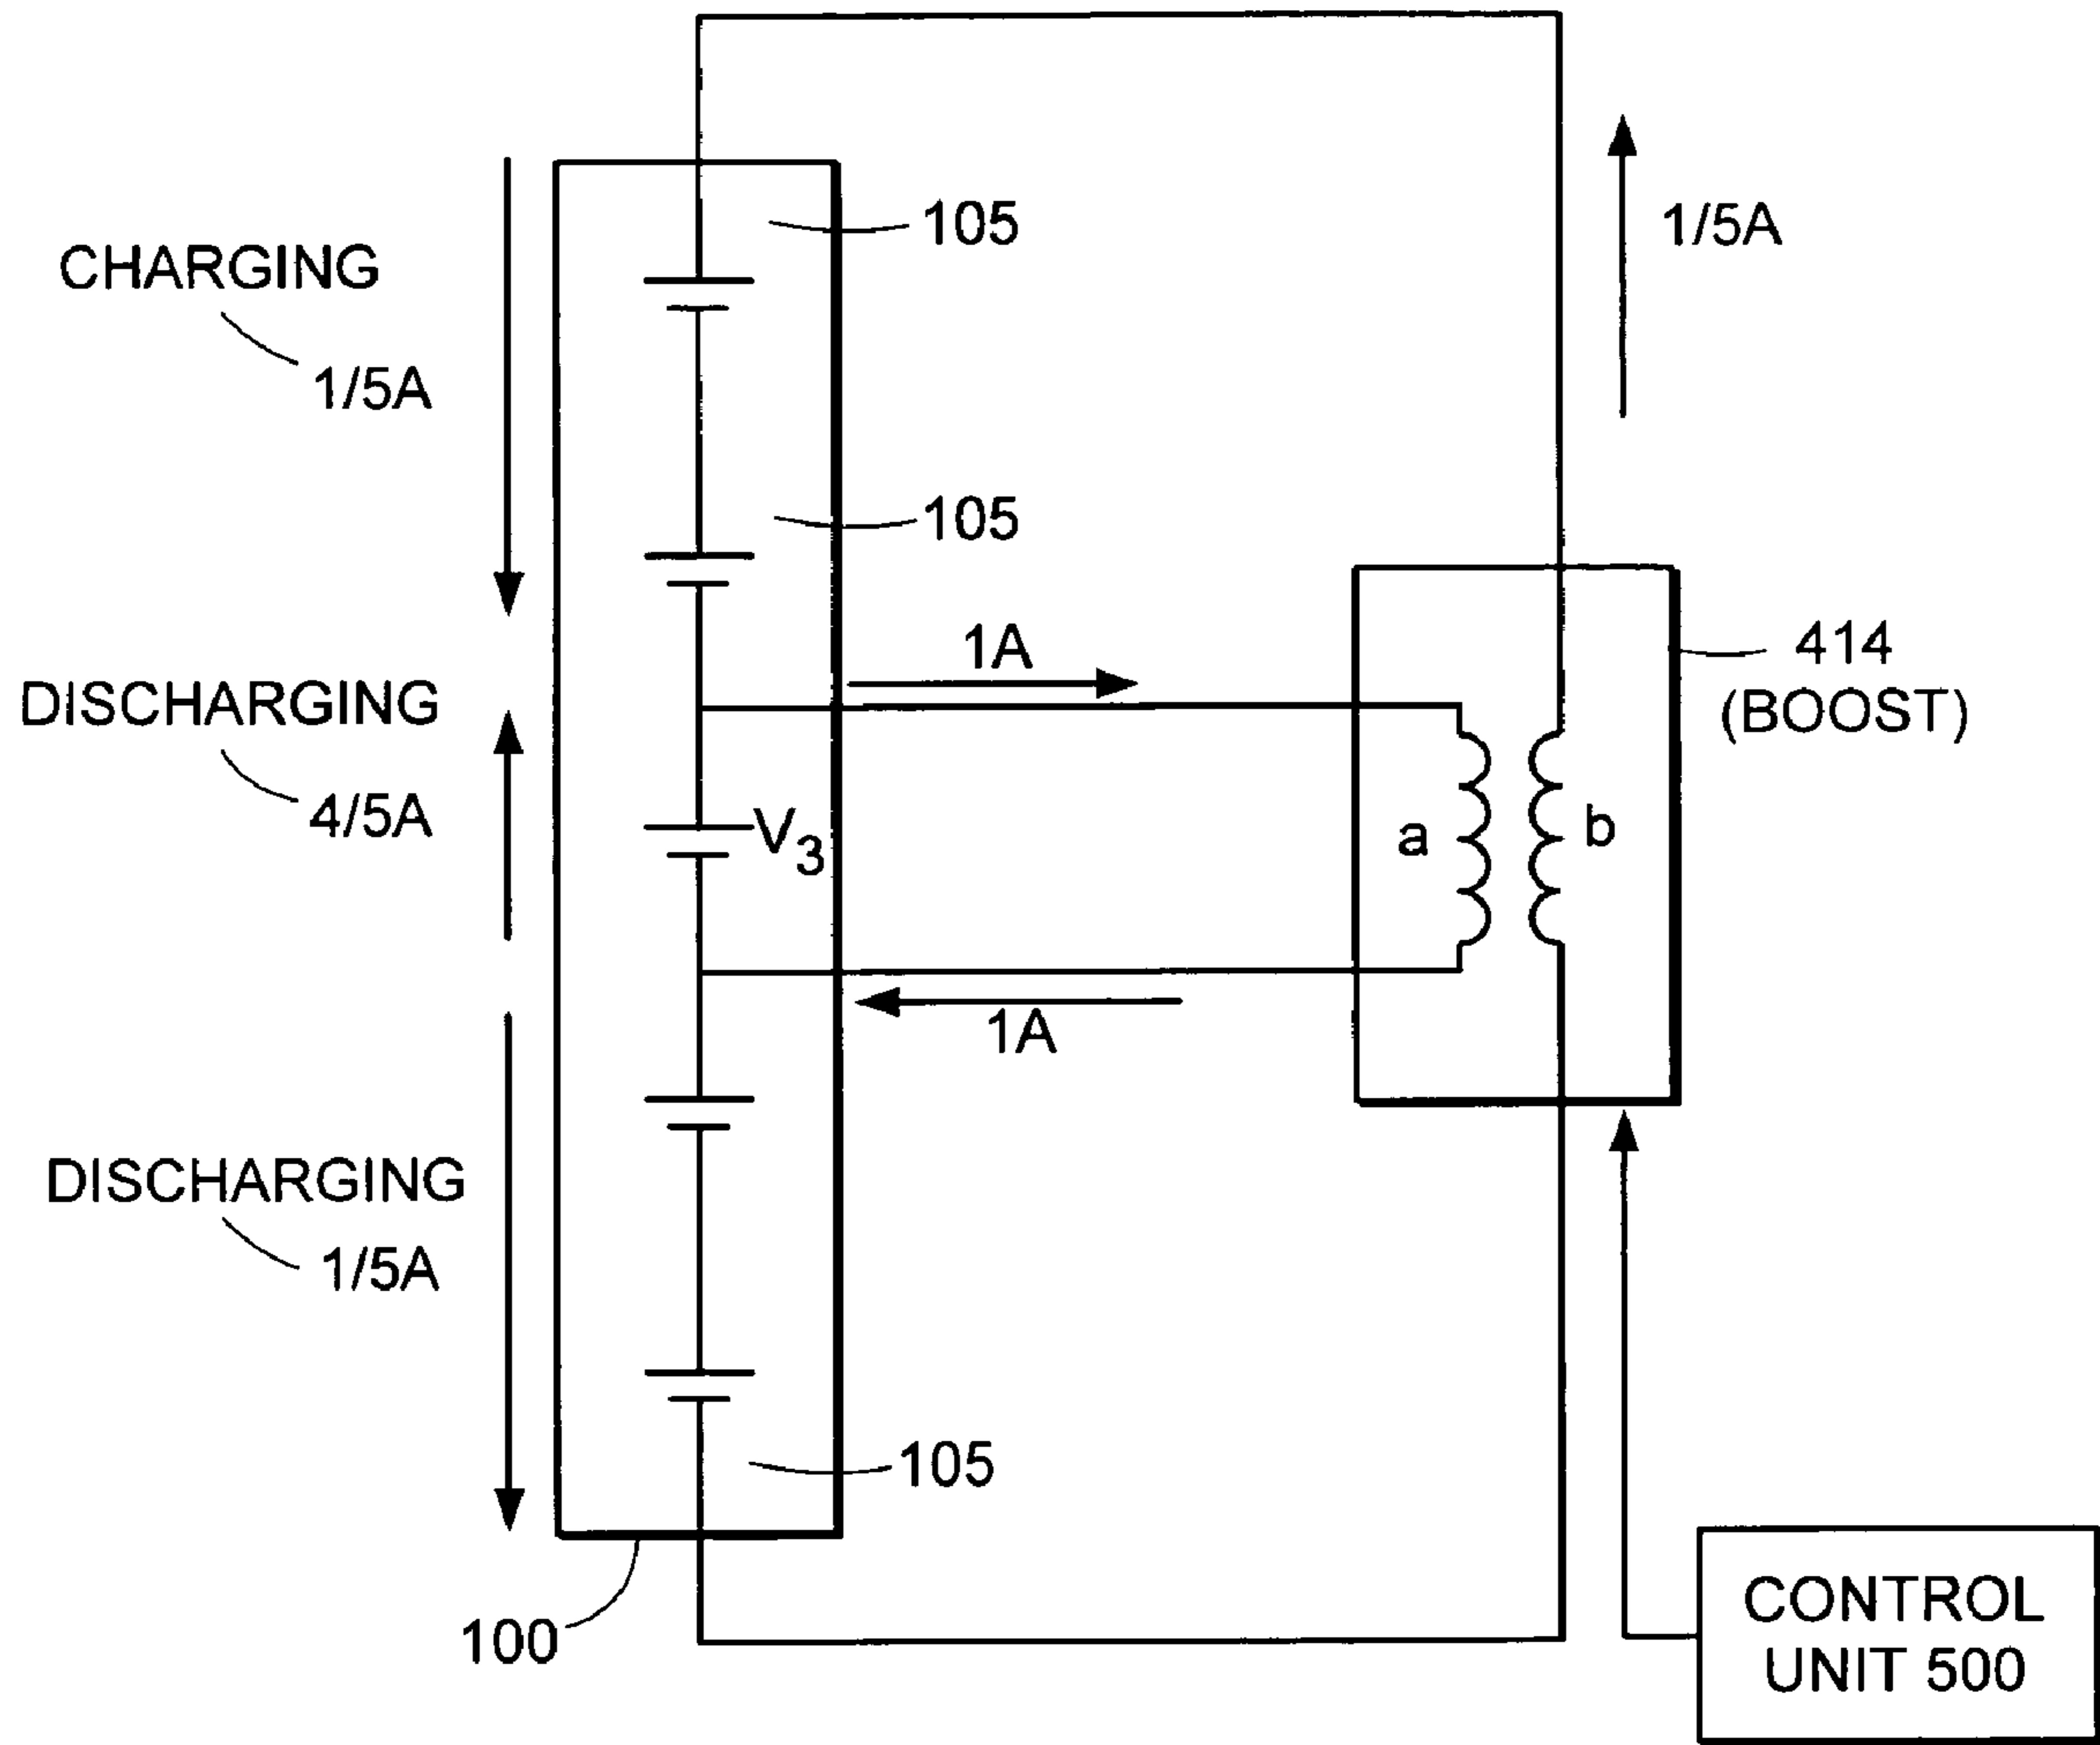 105
1/5A
CHARGING
1/5A
105
1A
414
(BOOST)
DISCHARGING
4/5A
V3
a
b
1A
DISCHARGING
1/5A
105
100
CONTROL
UNIT 500